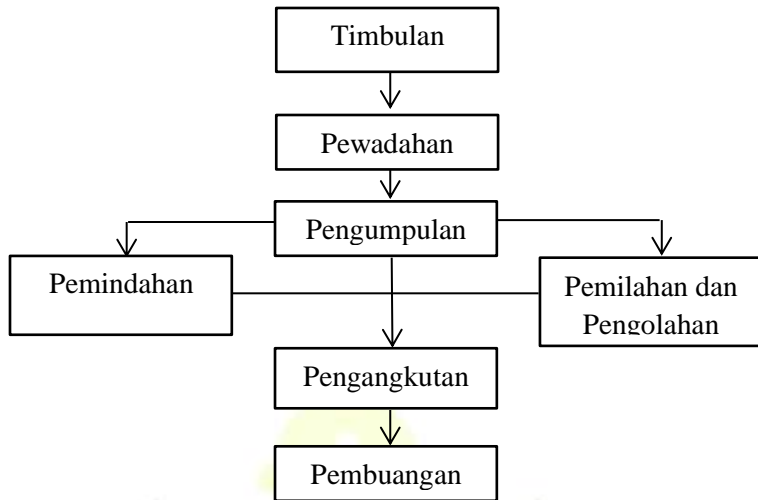 Timbulan
Pewadahan
Pengumpulan
Pemindahan
Pemilahan dan
Pengolahan
Pengangkutan
Pembuangan